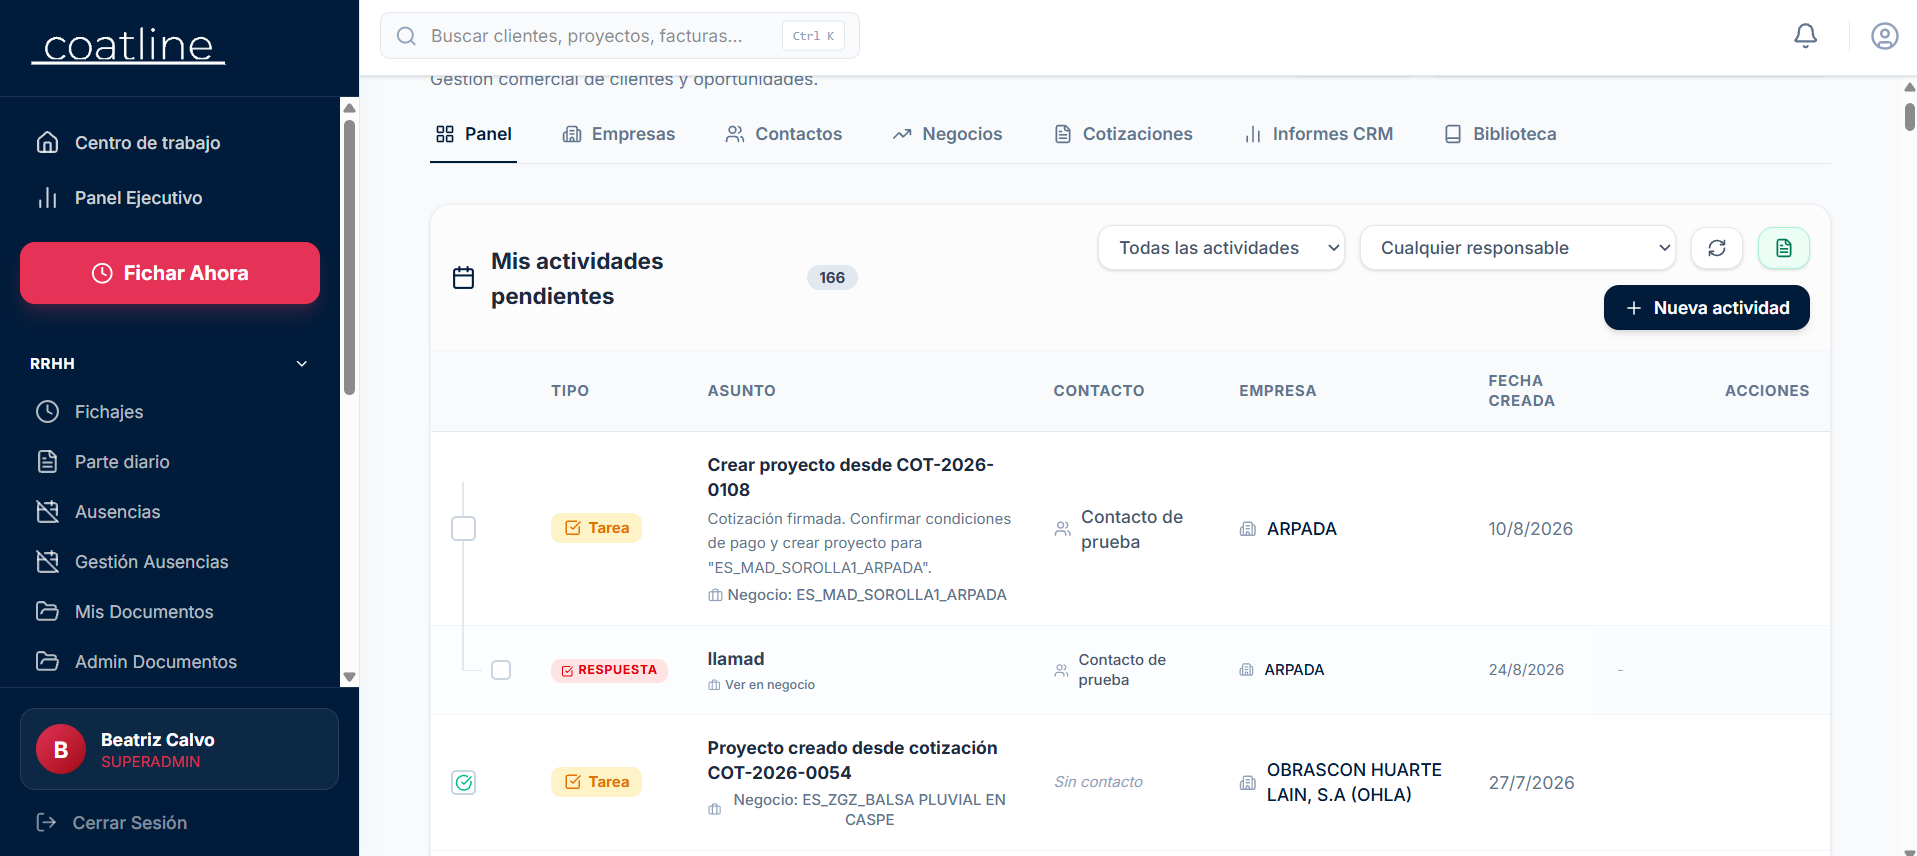 coatline
Buscar clientes, proyectos, facturas...
Ctrl K
Centro de trabajo
Panel Ejecutivo
Fichar Ahora
RRHH
Fichajes
Parte diario
Ausencias
Gestión Ausencias
Mis Documentos
Admin Documentos
B
Beatriz Calvo
SUPERADMIN
Cerrar Sesión
Gestión comercial de clientes y oportunidades.
Panel
Empresas
Contactos
Negocios
Cotizaciones
Informes CRM
Biblioteca
Mis actividades
pendientes
166
Todas las actividades
Cualquier responsable
Nueva actividad
TIPO
ASUNTO
CONTACTO
EMPRESA
FECHA
CREADA
ACCIONES
Tarea
Crear proyecto desde COT-2026-
0108
Cotización firmada. Confirmar condiciones
de pago y crear proyecto para
"ES_MAD_SOROLLA1_ARPADA".
Negocio: ES_MAD_SOROLLA1_ARPADA
Contacto de
prueba
ARPADA
10/8/2026
RESPUESTA
llamad
Ver en negocio
Contacto de
prueba
ARPADA
24/8/2026
-
Tarea
Proyecto creado desde cotización
COT-2026-0054
Negocio: ES_ZGZ_BALSA PLUVIAL EN
CASPE
Sin contacto
OBRASCON HUARTE
LAIN, S.A (OHLA)
27/7/2026